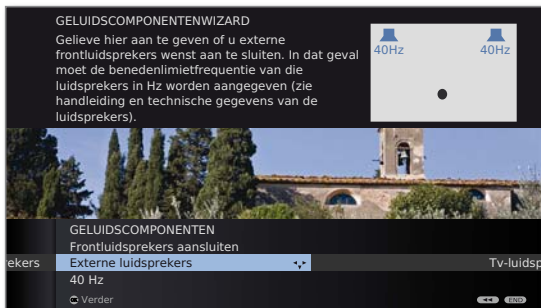 GELUIDSCOMPONENTENWIZARD
Gelieve hier aan te geven of u externe
frontluidsprekers wenst aan te sluiten. In dat geval
moet de benedenlimietfrequentie van die
luidsprekers in Hz worden aangegeven (zie
handleiding en technische gegevens van de
luidsprekers).
40Hz 40Hz
GELUIDSCOMPONENTEN
Frontluidsprekers aansluiten
ekers Externe luidsprekers Tv-luidsp
40 Hz
Verder END